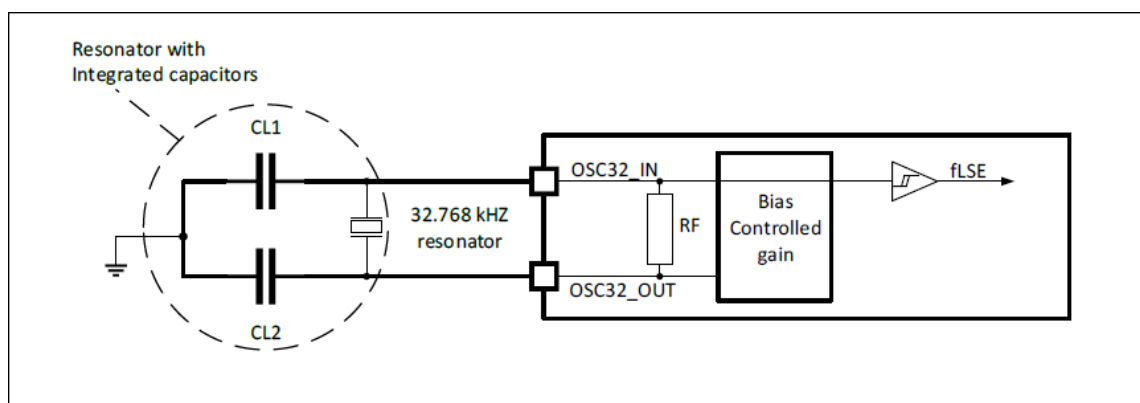 Resonator with
Integrated capacitors
CL1
OSC32_IN
fLSE
32.768 kHZ
resonator
RF
Bias
Controlled
gain
OSC32_OUT
CL2